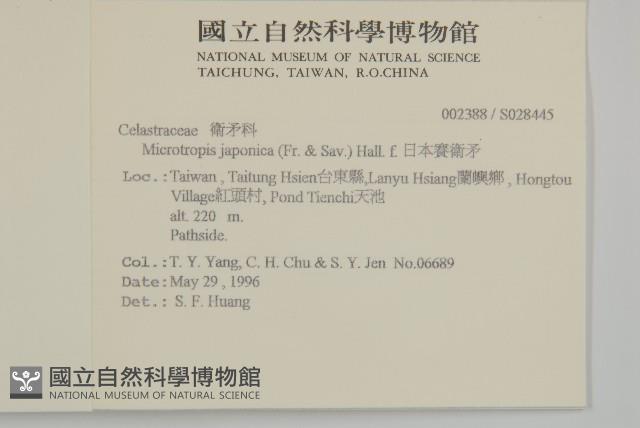 國立自然科學博物館
NATIONAL MUSEUM OF NATURAL SCIENCE
TAICHUNG, TAIWAN, R.O.CHINA
002388 / S028445
Celastraceae 衛矛科
Microtropis japonica (Fr. & Sav.) Hall. f. 日本賽衛矛
Loc.:Taiwan , Taitung Hsien台東縣,Lanyu Hsiang蘭嶼鄉 , Hongtou
Village紅頭村, Pond Tienchi天池
alt. 220 m.
Pathside.
Col.:T. Y. Yang, C. H. Chu & S. Y. Jen No.06689
Date:May 29 , 1996
Det.: S. F. Huang
國立自然科學博物館
NATIONAL MUSEUM OF NATURAL SCIENCE